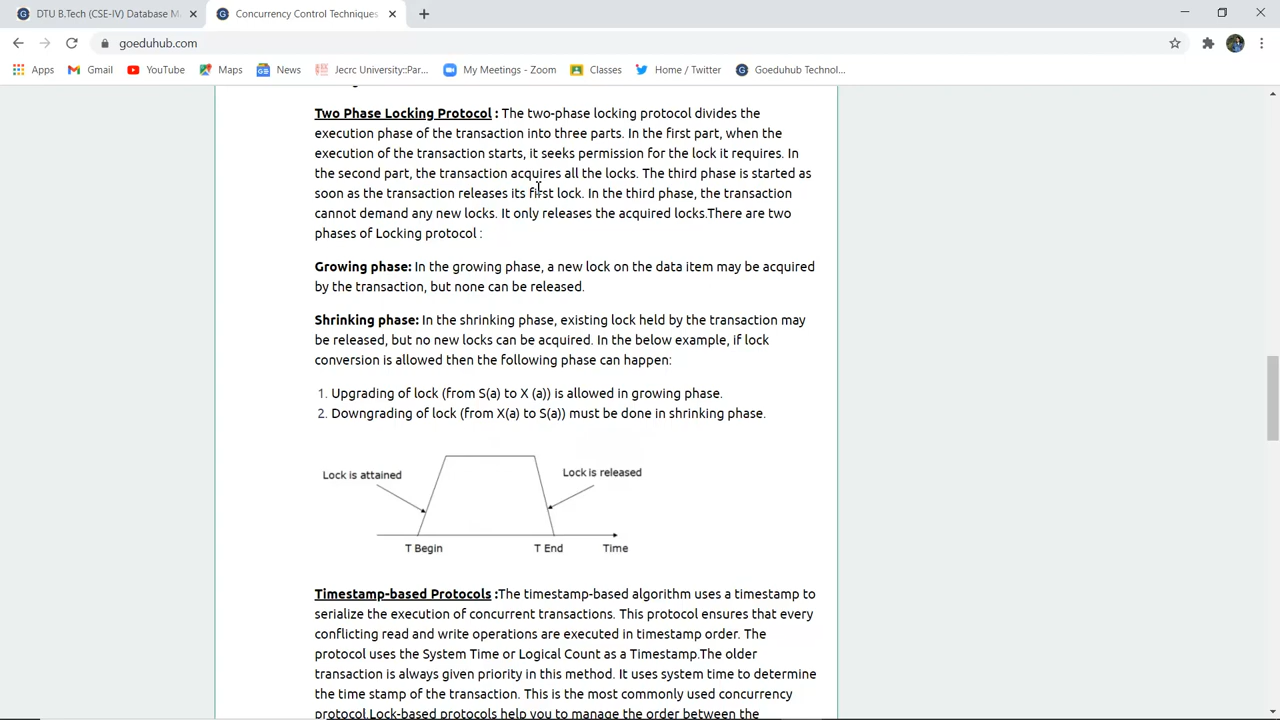 DTU B.Tech (CSE-IV) Database M
Concurrency Control Techniques
goeduhub.com
Apps
Gmail
YouTube
Maps
News
Jecrc University::Par...
My Meetings - Zoom
Classes
Home / Twitter
Goeduhub Technol...
Two Phase Locking Protocol : The two-phase locking protocol divides the
execution phase of the transaction into three parts. In the first part, when the
execution of the transaction starts, it seeks permission for the lock it requires. In
the second part, the transaction acquires all the locks. The third phase is started as
soon as the transaction releases its first lock. In the third phase, the transaction
cannot demand any new locks. It only releases the acquired locks.There are two
phases of Locking protocol :
Growing phase: In the growing phase, a new lock on the data item may be acquired
by the transaction, but none can be released.
Shrinking phase: In the shrinking phase, existing lock held by the transaction may
be released, but no new locks can be acquired. In the below example, if lock
conversion is allowed then the following phase can happen:
1. Upgrading of lock (from S(a) to X (a)) is allowed in growing phase.
2. Downgrading of lock (from X(a) to S(a)) must be done in shrinking phase.
Lock is attained
Lock is released
T Begin
T End
Time
Timestamp-based Protocols :The timestamp-based algorithm uses a timestamp to
serialize the execution of concurrent transactions. This protocol ensures that every
conflicting read and write operations are executed in timestamp order. The
protocol uses the System Time or Logical Count as a Timestamp.The older
transaction is always given priority in this method. It uses system time to determine
the time stamp of the transaction. This is the most commonly used concurrency
protocol.Lock-based protocols help you to manage the order between the